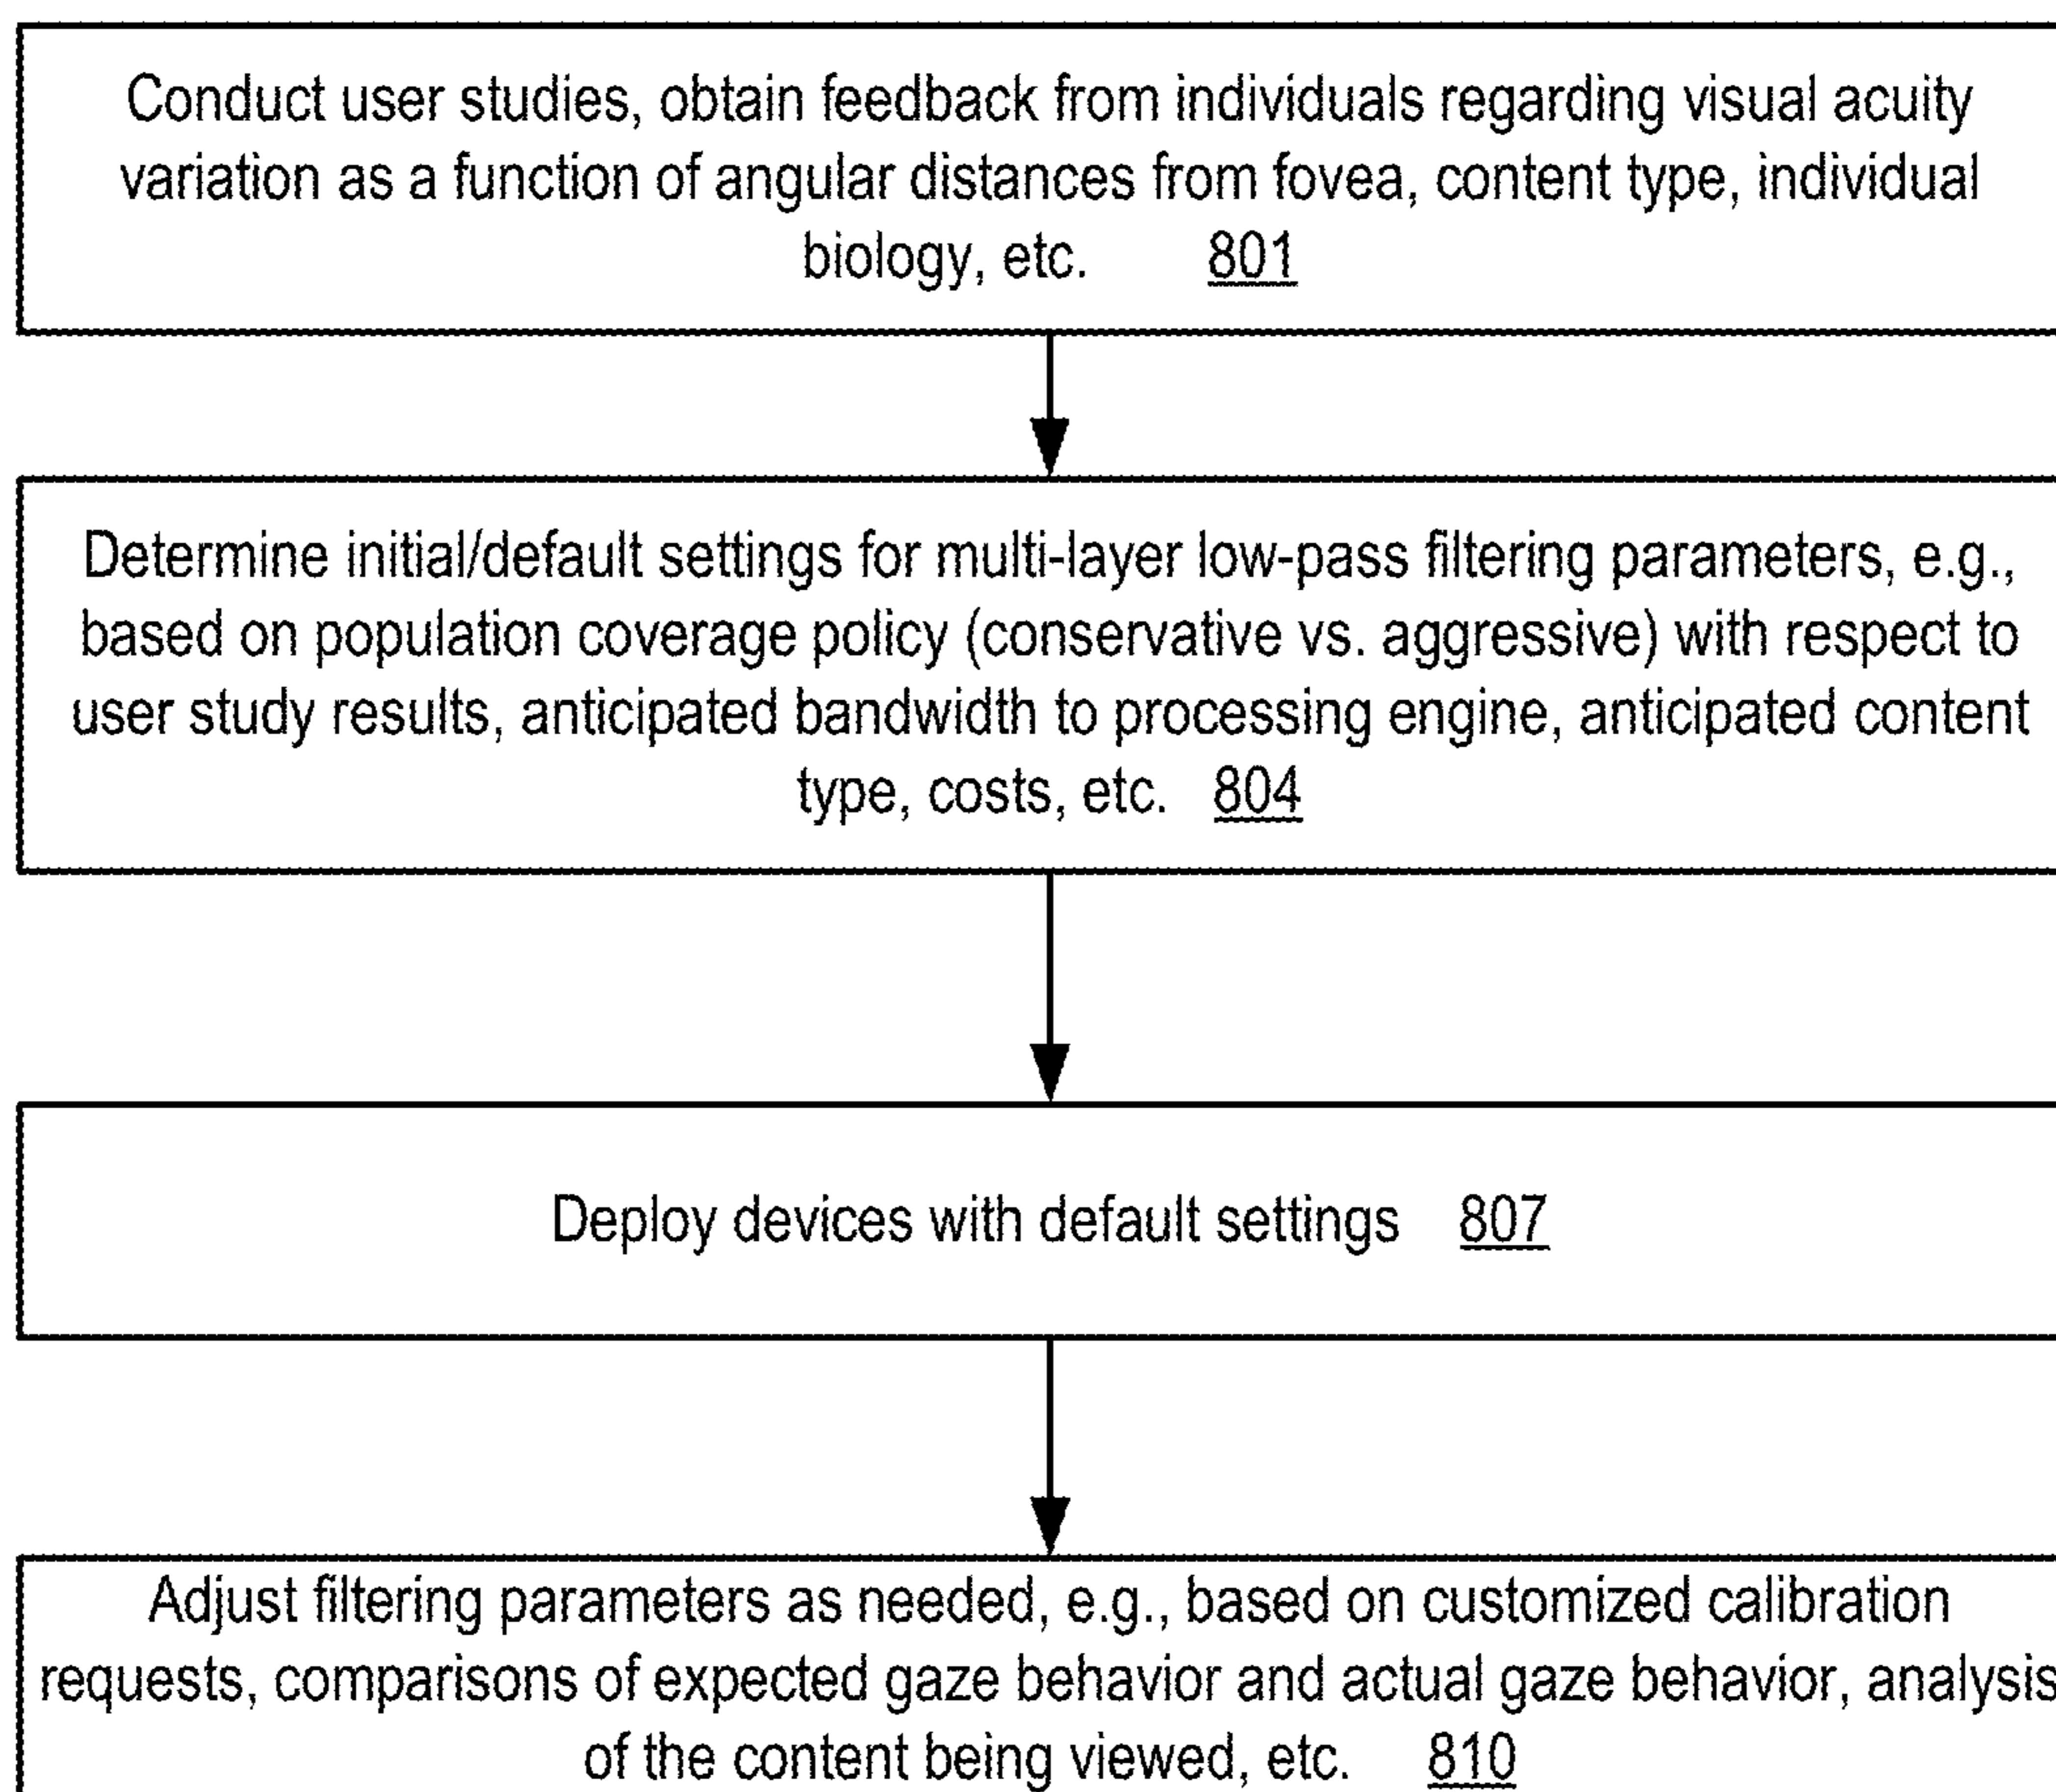 Conduct user studies, obtain feedback from individuals regarding visual acuity
variation as a function of angular distances from fovea, content type, individual
biology, etc. 801
Determine initial/default settings for multi-layer low-pass filtering parameters, e.g.,
based on population coverage policy (conservative vs. aggressive) with respect to
user study results, anticipated bandwidth to processing engine, anticipated content
type, costs, etc. 804
Deploy devices with default settings 807
Adjust filtering parameters as needed, e.g., based on customized calibration
requests, comparisons of expected gaze behavior and actual gaze behavior, analysis
of the content being viewed, etc. 810